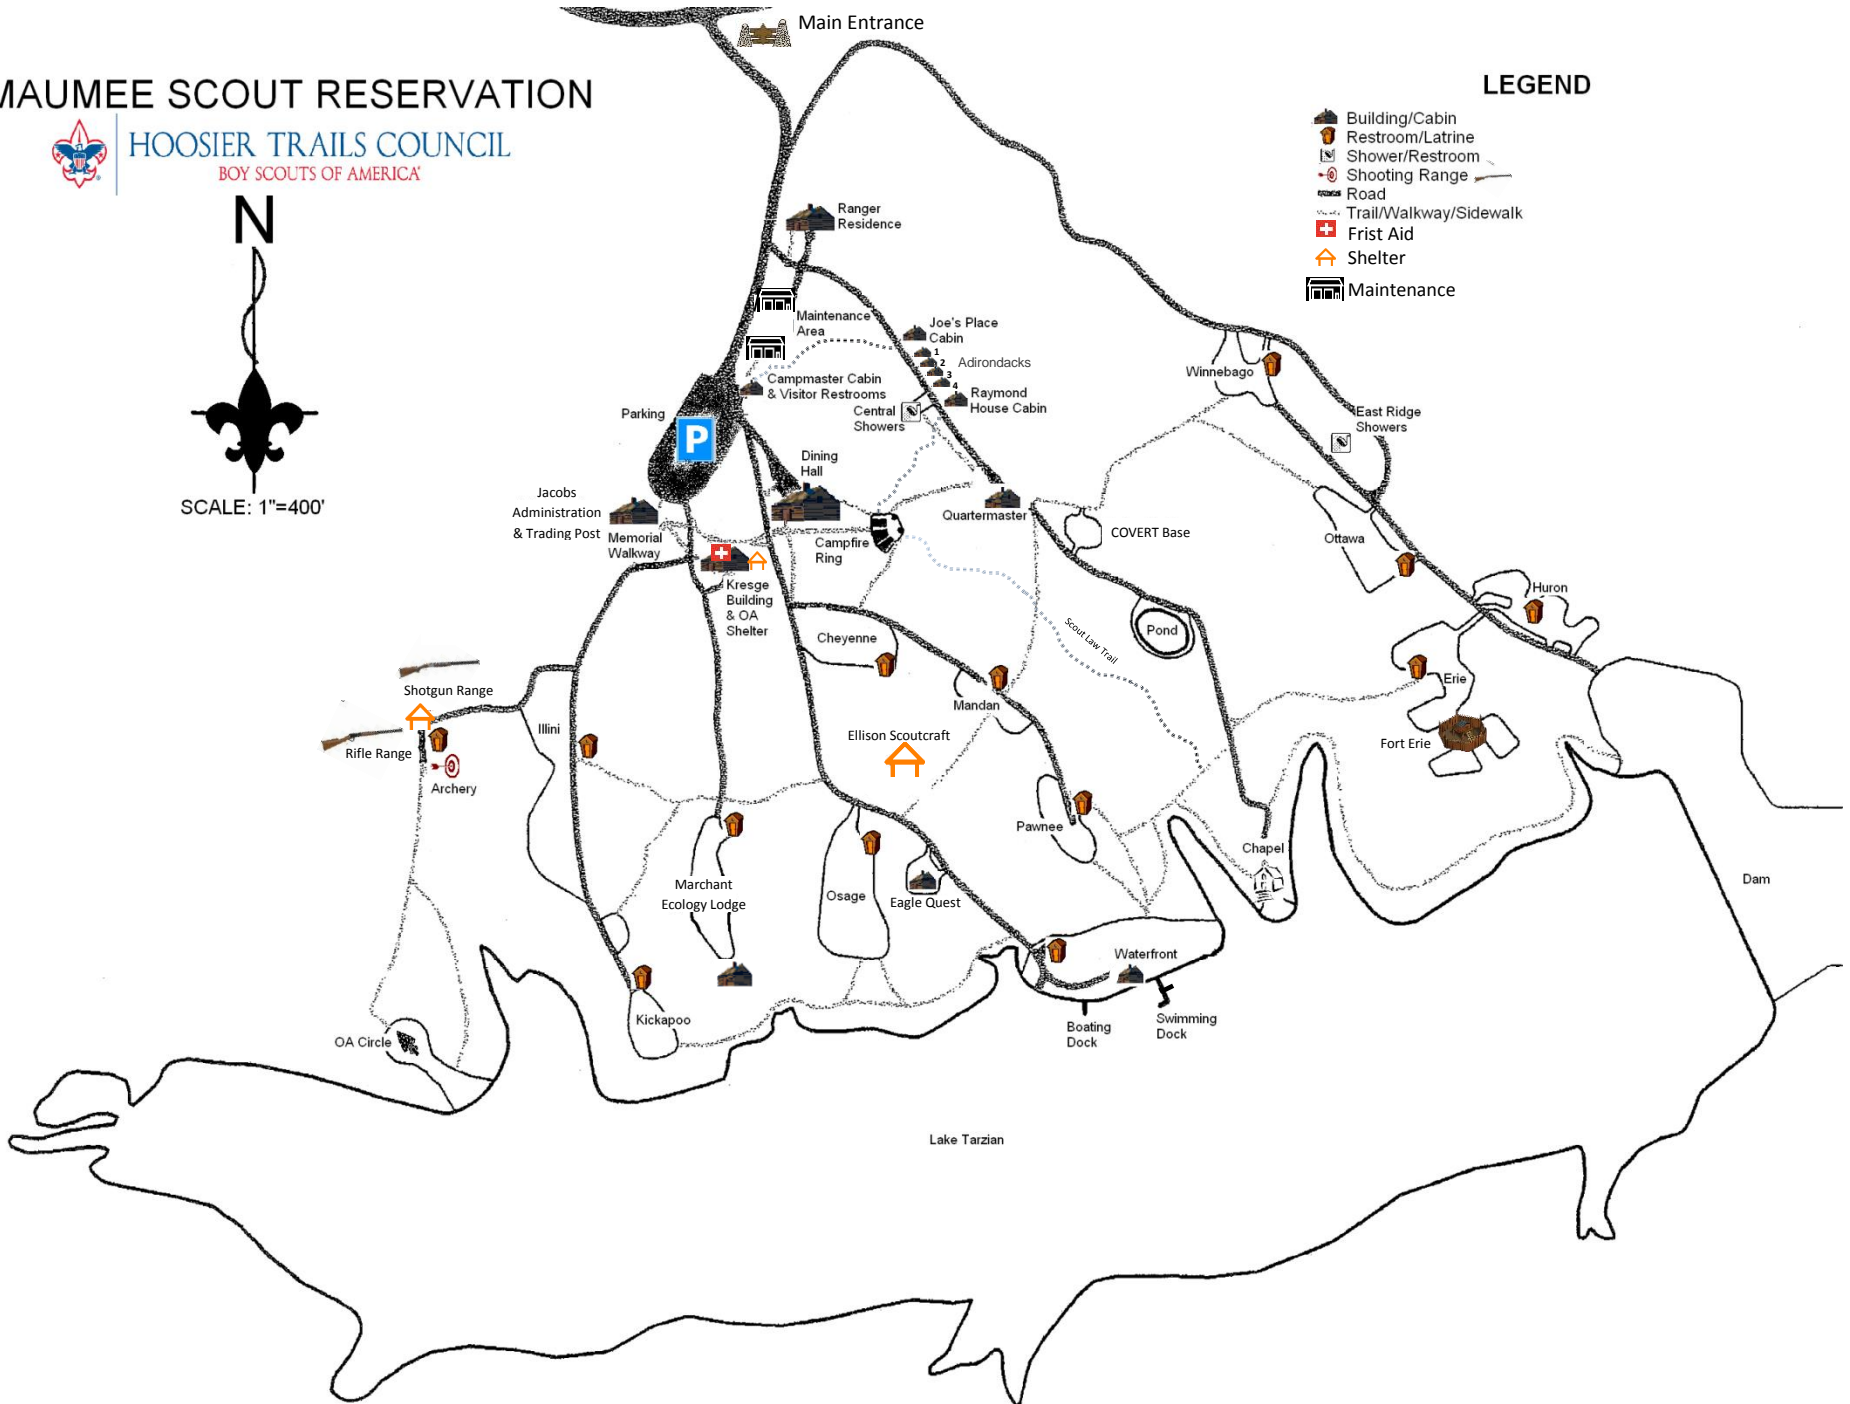 Main Entrance
MAUMEE SCOUT RESERVATION
HOOSIER TRAILS COUNCIL
BOY SCOUTS OF AMERICA
N
SCALE: 1"=400'
LEGEND
Building/Cabin
Restroom/Latrine
Shower/Restroom
Shooting Range
Road
Trail/Walkway/Sidewalk
Frist Aid
Shelter
Maintenance
Ranger
Residence
Maintenance
Area
Joe's Place
Cabin
1
2
3
4
Adirondacks
Campmaster Cabin
& Visitor Restrooms
Raymond
House Cabin
Central
Showers
Parking
P
Winnebago
East Ridge
Showers
Dining
Hall
Jacobs
Administration
& Trading Post
Memorial
Walkway
Quartermaster
COVERT Base
Campfire
Ring
Ottawa
Kresge
Building
& OA
Shelter
Huron
Cheyenne
Pond
Scout Law Trail
Shotgun Range
Erie
Mandan
Illini
Ellison Scoutcraft
Fort Erie
Rifle Range
Archery
Pawnee
Chapel
Marchant
Ecology Lodge
Osage
Eagle Quest
Dam
Waterfront
Kickapoo
OA Circle
Boating
Dock
Swimming
Dock
Lake Tarzian